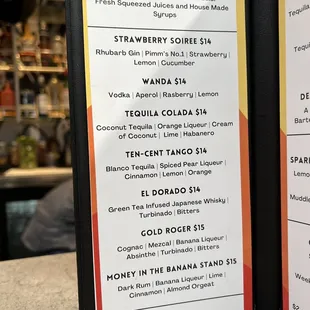 Fresh Squeezed Juices and House Made
Syrups
STRAWBERRY SOIREE $14
Rhubarb Gin | Pimm's No.1 | Strawberry |
Lemon | Cucumber
WANDA $14
Vodka | Aperol | Rasberry | Lemon
TEQUILA COLADA $14
Coconut Tequila | Orange Liqueur | Cream
of Coconut | Lime | Habanero
TEN-CENT TANGO $14
Blanco Tequila | Spiced Pear Liqueur |
Cinnamon | Lemon | Orange
EL DORADO $14
Green Tea Infused Japanese Whisky |
Turbinado | Bitters
GOLD ROGER $15
Cognac | Mezcal | Banana Liqueur |
Absinthe | Turbinado | Bitters
MONEY IN THE BANANA STAND $15
Dark Rum | Banana Liqueur | Lime |
Cinnamon | Almond Orgeat
Tequila
Tequila
A
Lemo
Muddle